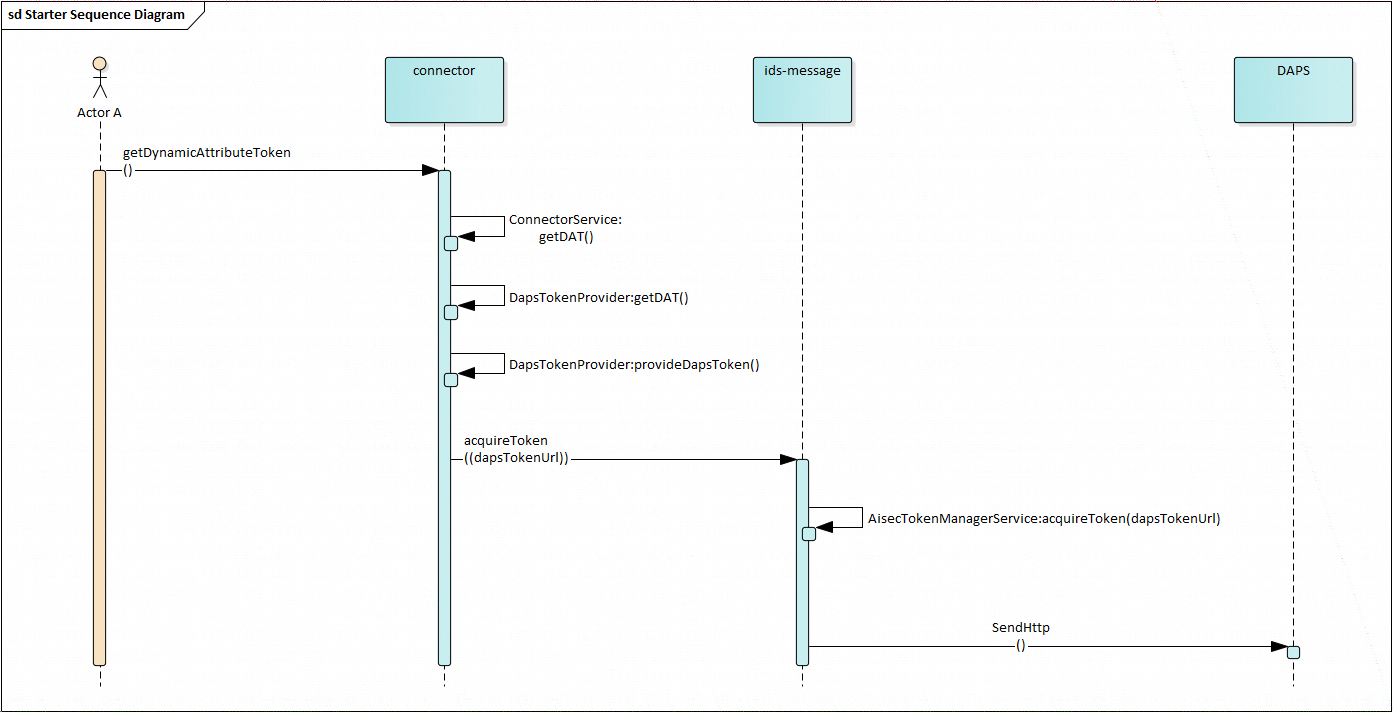 sd Starter Sequence Diagram
connector
ids-message
DAPS
Actor A
getDynamicAttributeToken
()
ConnectorService:
getDAT()
DapsTokenProvider:getDAT()
DapsTokenProvider:provideDapsToken()
acquireToken
((dapsTokenUrl))
AisecTokenManagerService:acquireToken(dapsTokenUrl)
SendHttp
()